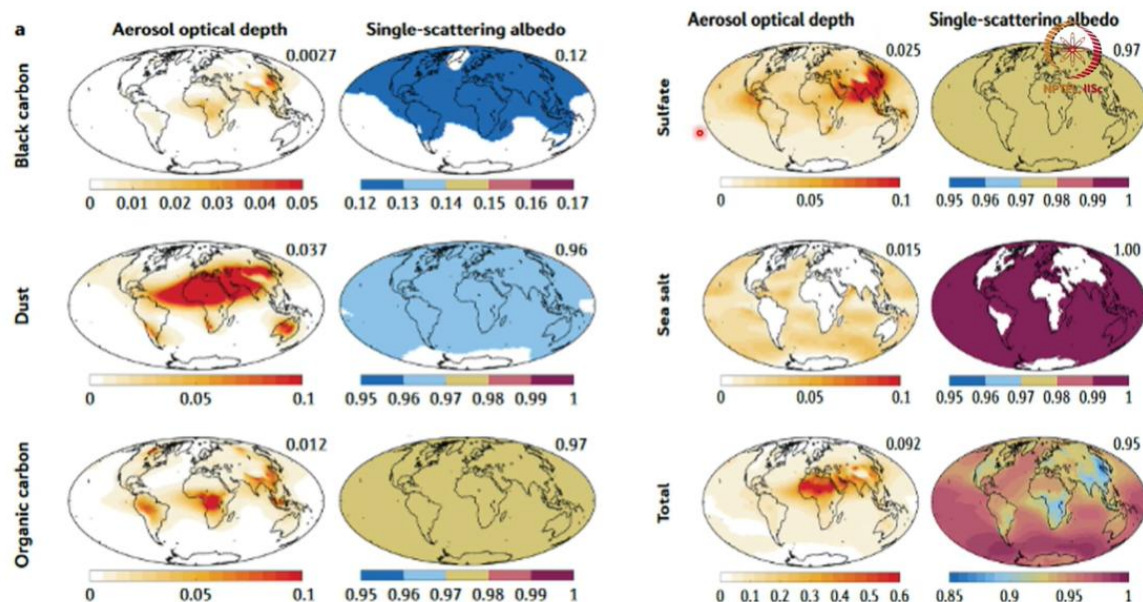 a
Aerosol optical depth
Single-scattering albedo
Black carbon
0.0027
0.12
0 0.01 0.02 0.03 0.04 0.05
0.12 0.13 0.14 0.15 0.16 0.17
Dust
0.037
0.96
0 0.05 0.1
0.95 0.96 0.97 0.98 0.99 1
Organic carbon
0.012
0.97
0 0.05 0.1
0.95 0.96 0.97 0.98 0.99 1
Aerosol optical depth
Single-scattering albedo
Sulfate
0.025
0.97
NPTEL, IISc
0 0.05 0.1
0.95 0.96 0.97 0.98 0.99 1
Sea salt
0.015
1.00
0 0.05 0.1
0.95 0.96 0.97 0.98 0.99 1
Total
0.092
0.95
0 0.1 0.2 0.3 0.4 0.5 0.6
0.85 0.9 0.95 1